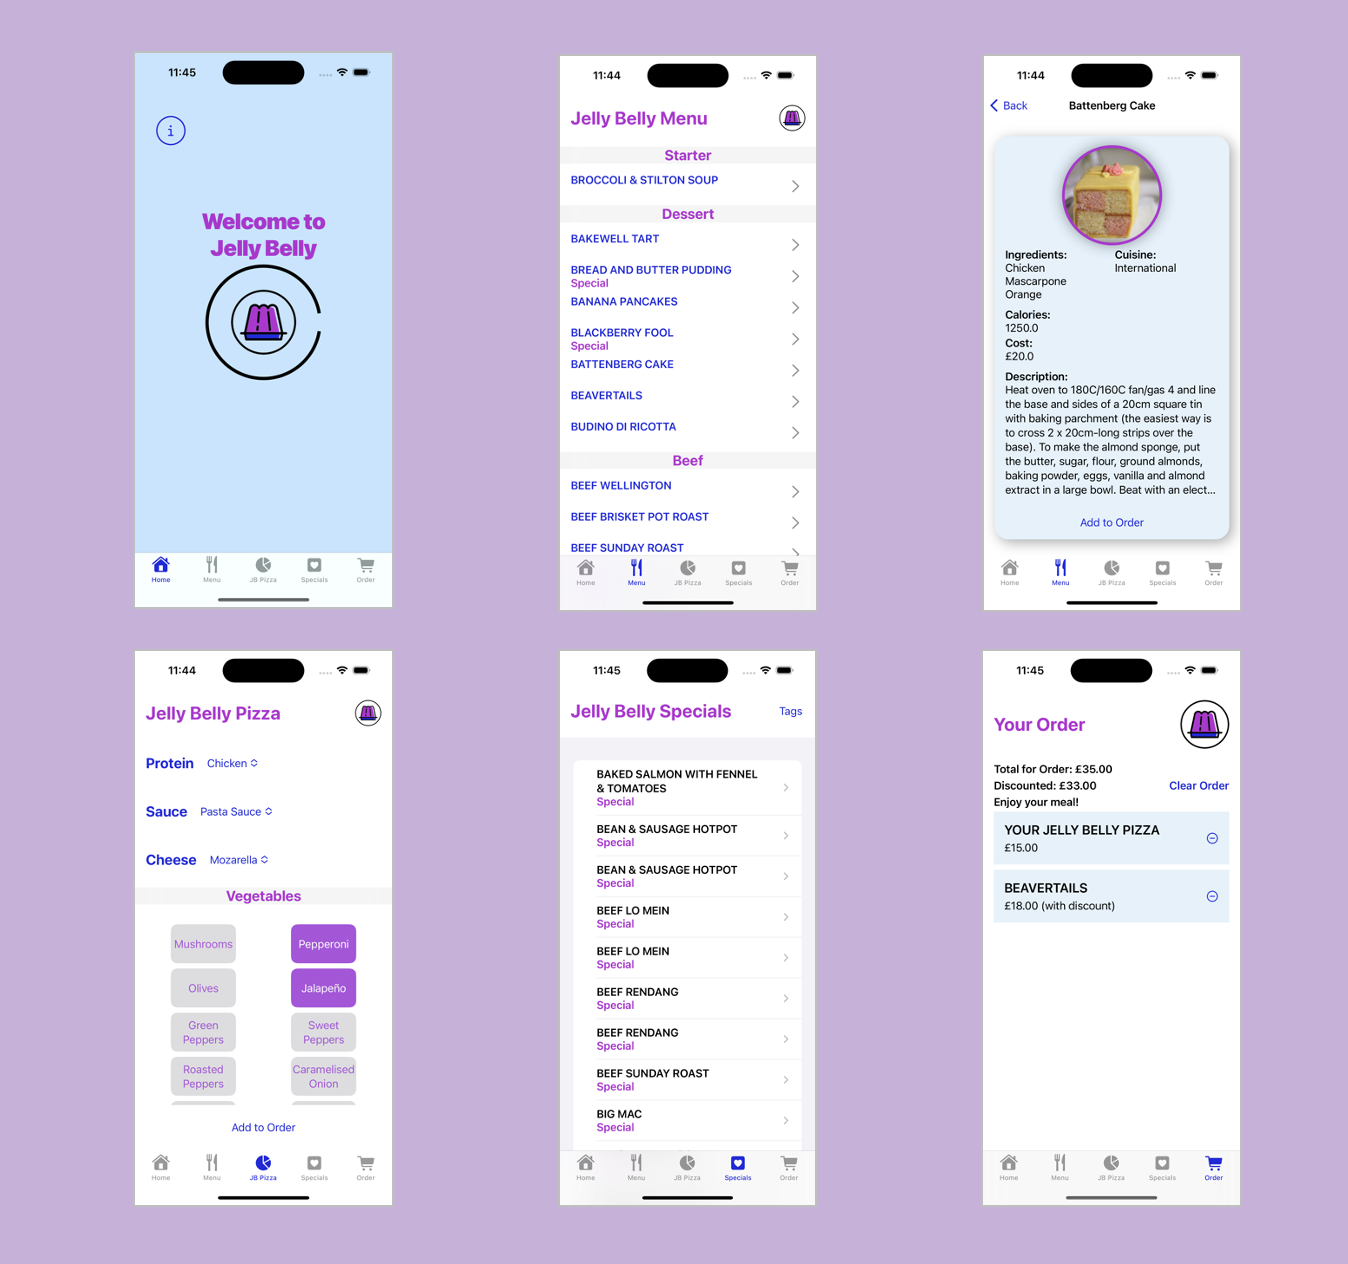 11:45
i
Welcome to
Jelly Belly
Home
Menu
JB Pizza
Specials
Order
11:44
Jelly Belly Menu
Starter
BROCCOLI & STILTON SOUP
Dessert
BAKEWELL TART
BREAD AND BUTTER PUDDING
Special
BANANA PANCAKES
BLACKBERRY FOOL
Special
BATTENBERG CAKE
BEAVERTAILS
BUDINO DI RICOTTA
Beef
BEEF WELLINGTON
BEEF BRISKET POT ROAST
BEEF SUNDAY ROAST
Home
Menu
JB Pizza
Specials
Order
11:44
Back
Battenberg Cake
Ingredients:
Chicken
Mascarpone
Orange
Cuisine:
International
Calories:
1250.0
Cost:
£20.0
Description:
Heat oven to 180C/160C fan/gas 4 and line
the base and sides of a 20cm square tin
with baking parchment (the easiest way is
to cross 2 x 20cm-long strips over the
base). To make the almond sponge, put
the butter, sugar, flour, ground almonds,
baking powder, eggs, vanilla and almond
extract in a large bowl. Beat with an elect...
Add to Order
Home
Menu
JB Pizza
Specials
Order
11:44
Jelly Belly Pizza
Protein Chicken
Sauce Pasta Sauce
Cheese Mozarella
Vegetables
Mushrooms
Pepperoni
Olives
Jalapeño
Green
Peppers
Sweet
Peppers
Roasted
Peppers
Caramelised
Onion
Add to Order
Home
Menu
JB Pizza
Specials
Order
11:45
Jelly Belly Specials
Tags
BAKED SALMON WITH FENNEL
& TOMATOES
Special
BEAN & SAUSAGE HOTPOT
Special
BEAN & SAUSAGE HOTPOT
Special
BEEF LO MEIN
Special
BEEF LO MEIN
Special
BEEF RENDANG
Special
BEEF RENDANG
Special
BEEF SUNDAY ROAST
Special
BIG MAC
Special
Home
Menu
JB Pizza
Specials
Order
11:45
Your Order
Total for Order: £35.00
Discounted: £33.00
Clear Order
Enjoy your meal!
YOUR JELLY BELLY PIZZA
£15.00
BEAVERTAILS
£18.00 (with discount)
Home
Menu
JB Pizza
Specials
Order